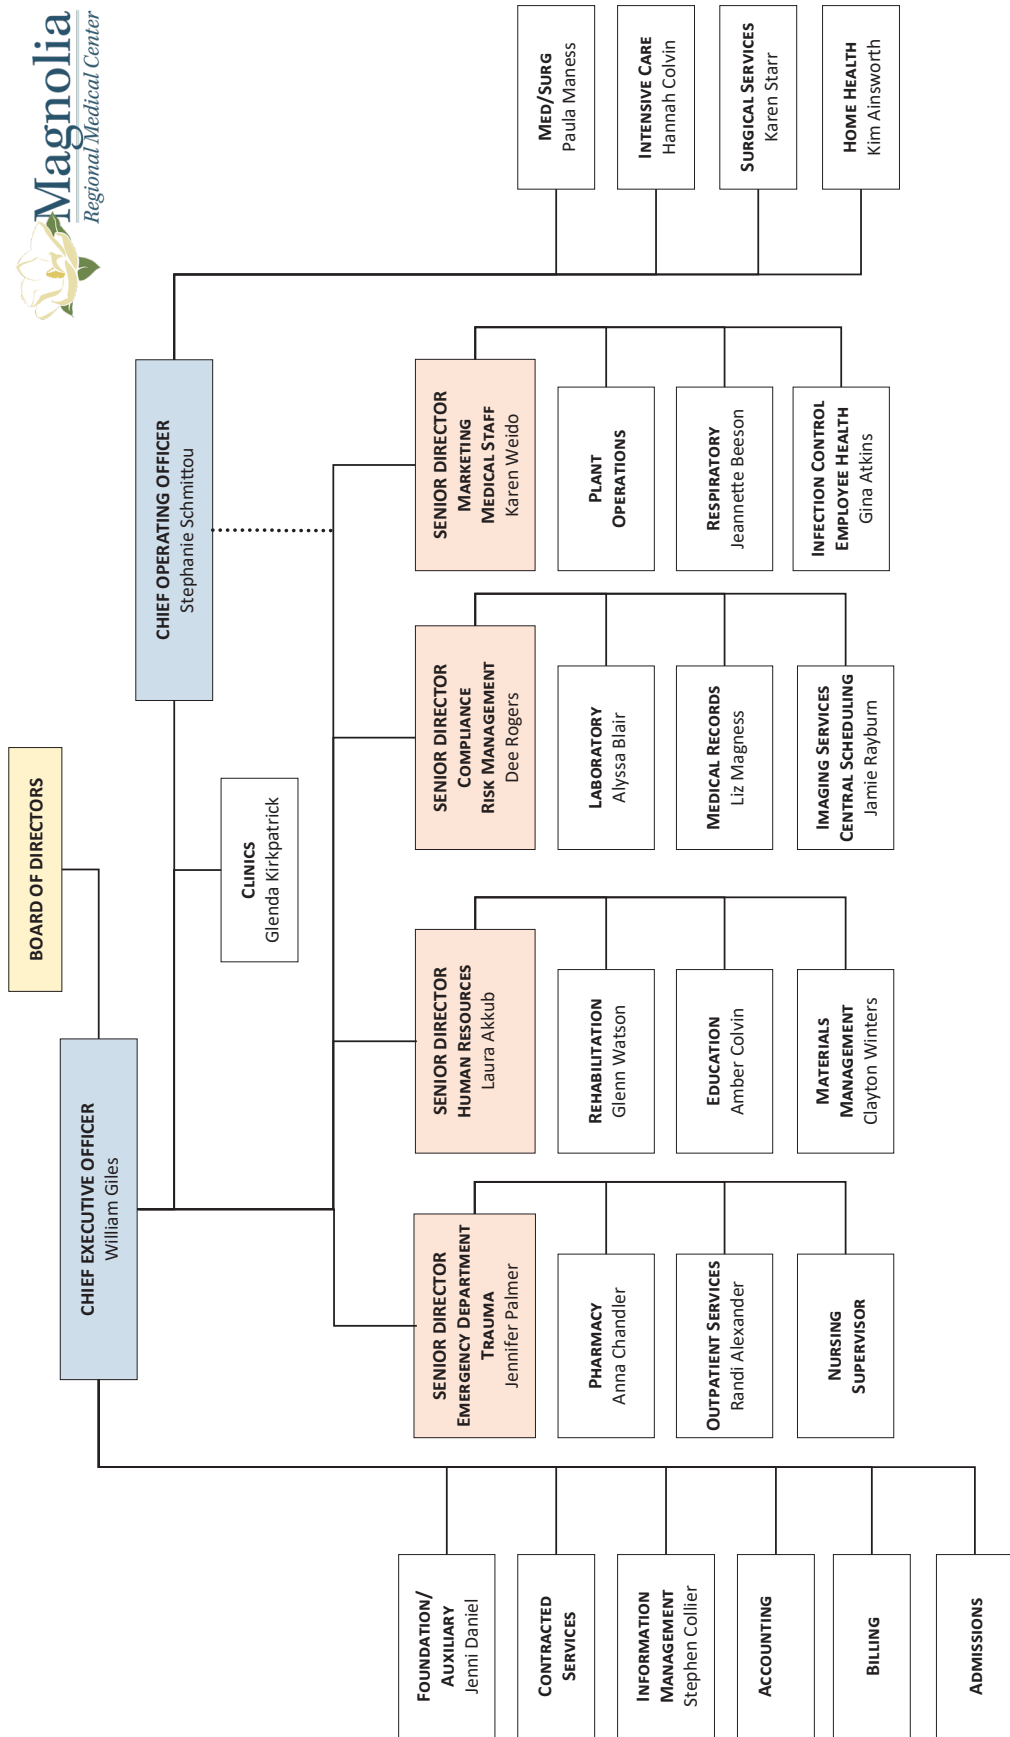 Magnolia
Regional Medical Center
BOARD OF DIRECTORS
CHIEF EXECUTIVE OFFICER
William Giles
CHIEF OPERATING OFFICER
Stephanie Schmittou
CLINICS
Glenda Kirkpatrick
SENIOR DIRECTOR
EMERGENCY DEPARTMENT
TRAUMA
Jennifer Palmer
PHARMACY
Anna Chandler
OUTPATIENT SERVICES
Randi Alexander
NURSING
SUPERVISOR
SENIOR DIRECTOR
HUMAN RESOURCES
Laura Akkub
REHABILITATION
Glenn Watson
EDUCATION
Amber Colvin
MATERIALS
MANAGEMENT
Clayton Winters
SENIOR DIRECTOR
COMPLIANCE
RISK MANAGEMENT
Dee Rogers
LABORATORY
Alyssa Blair
MEDICAL RECORDS
Liz Magness
IMAGING SERVICES
CENTRAL SCHEDULING
Jamie Rayburn
SENIOR DIRECTOR
MARKETING
MEDICAL STAFF
Karen Weido
PLANT
OPERATIONS
RESPIRATORY
Jeannette Beeson
INFECTION CONTROL
EMPLOYEE HEALTH
Gina Atkins
FOUNDATION/
AUXILIARY
Jenni Daniel
CONTRACTED
SERVICES
INFORMATION
MANAGEMENT
Stephen Collier
ACCOUNTING
BILLING
ADMISSIONS
MED/SURG
Paula Maness
INTENSIVE CARE
Hannah Colvin
SURGICAL SERVICES
Karen Starr
HOME HEALTH
Kim Ainsworth